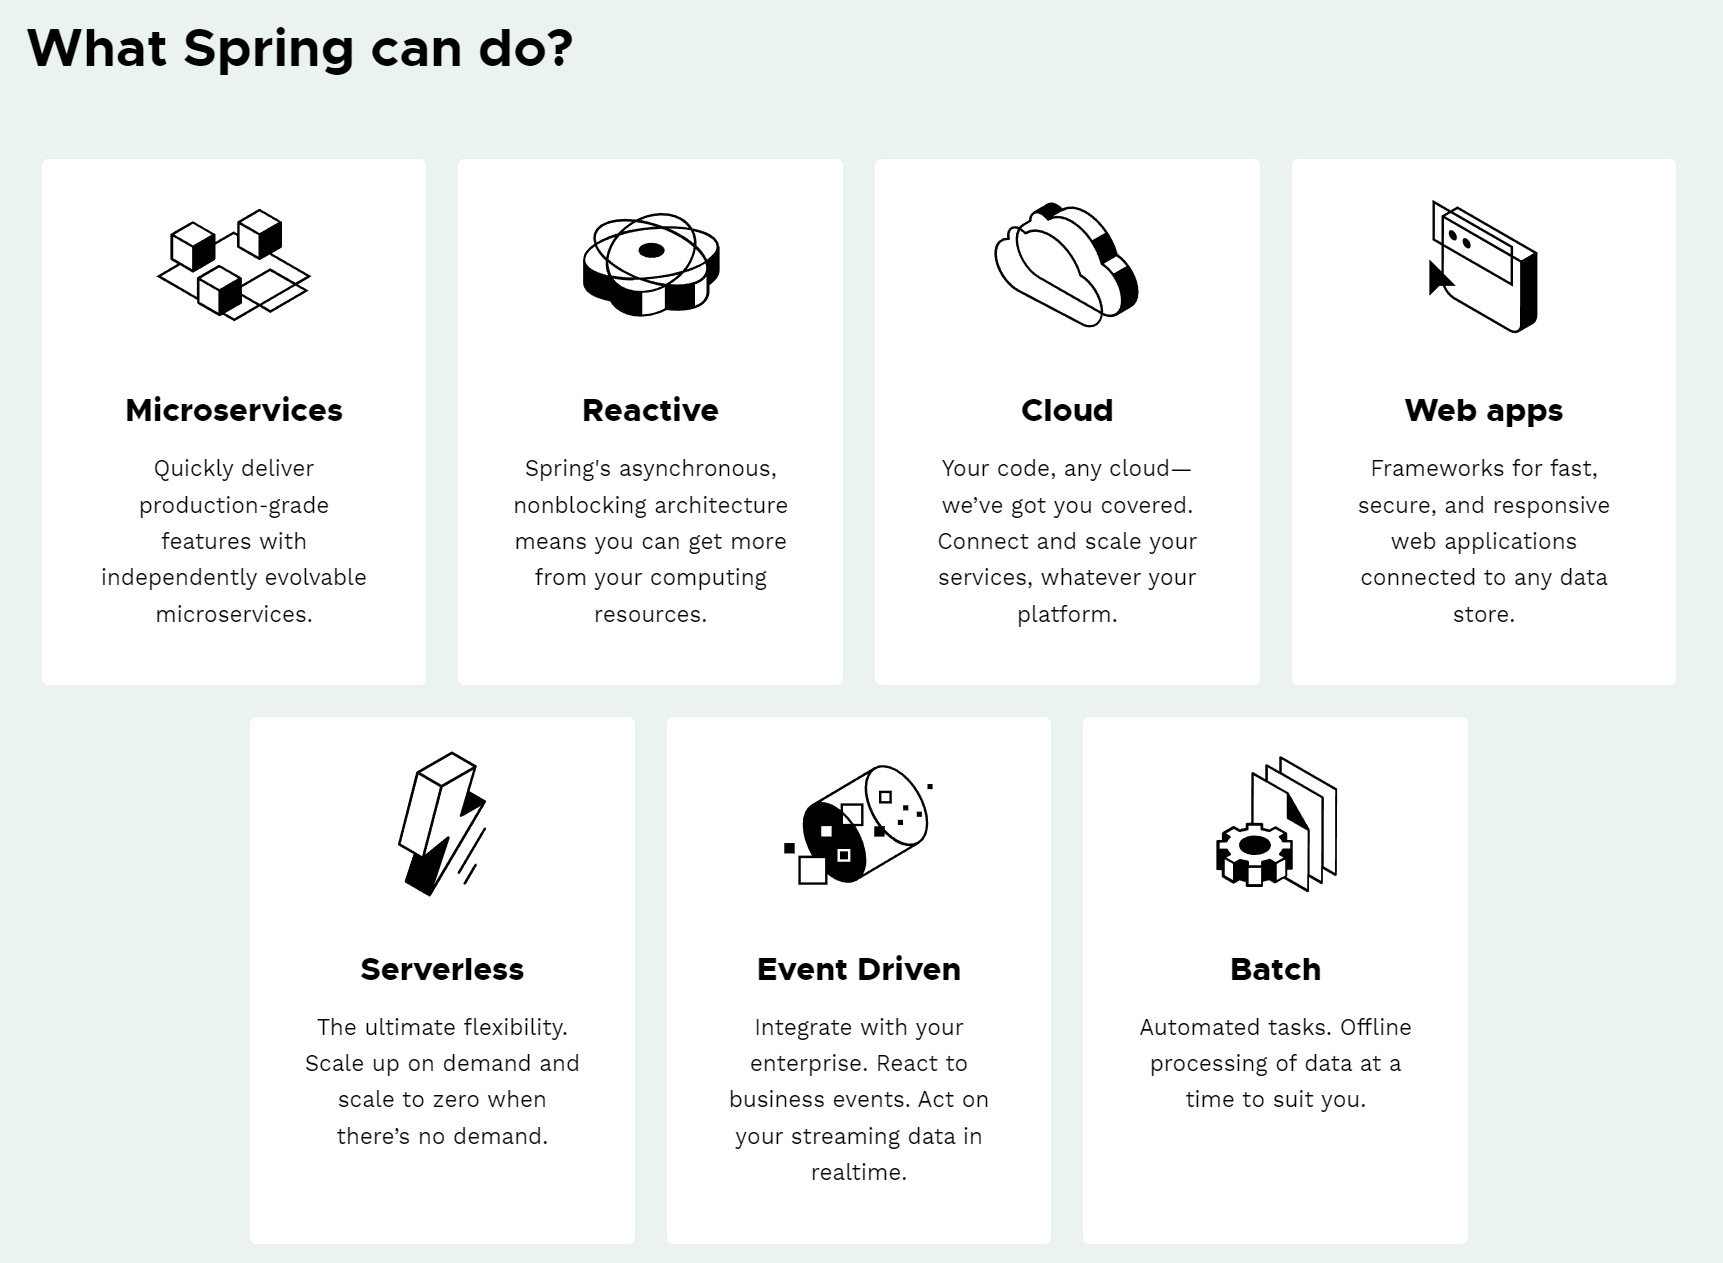 What Spring can do?
Microservices
Quickly deliver
production-grade
features with
independently evolvable
microservices.
Reactive
Spring's asynchronous,
nonblocking architecture
means you can get more
from your computing
resources.
Cloud
Your code, any cloud—
we’ve got you covered.
Connect and scale your
services, whatever your
platform.
Web apps
Frameworks for fast,
secure, and responsive
web applications
connected to any data
store.
Serverless
The ultimate flexibility.
Scale up on demand and
scale to zero when
there’s no demand.
Event Driven
Integrate with your
enterprise. React to
business events. Act on
your streaming data in
realtime.
Batch
Automated tasks. Offline
processing of data at a
time to suit you.